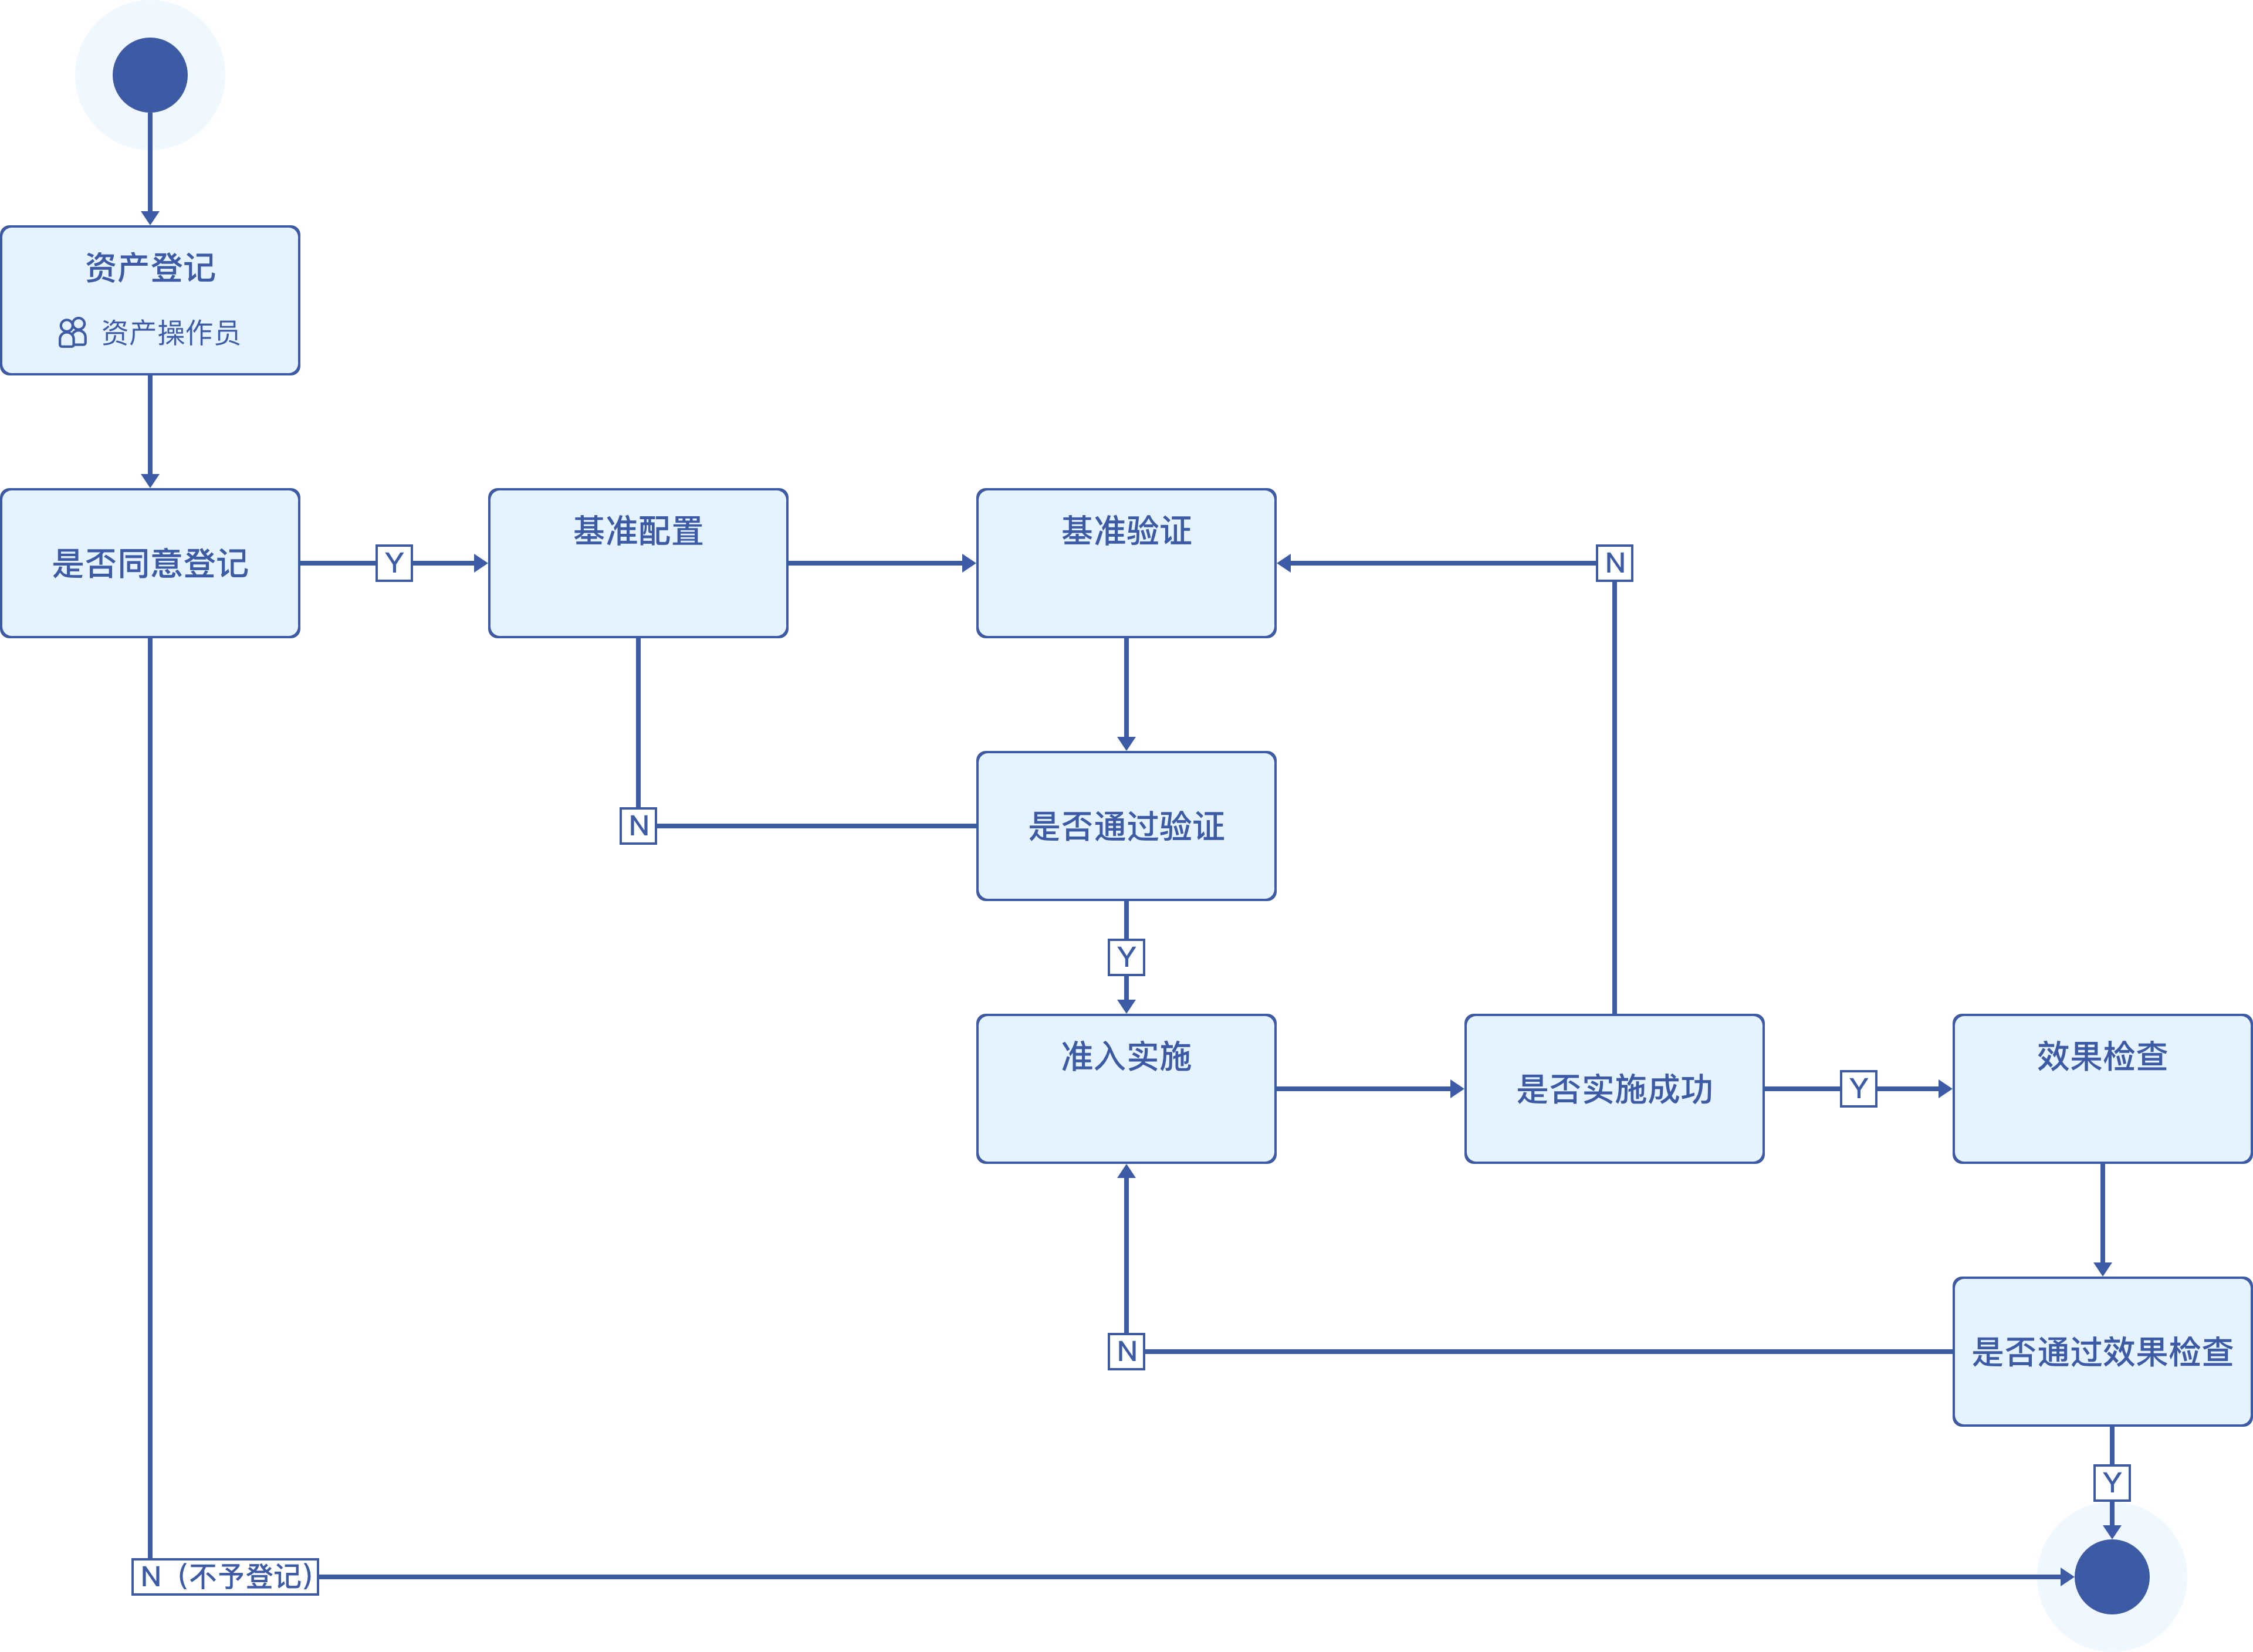 资产登记
资产操作员
是否同意登记
Y
基准配置
基准验证
N
是否通过验证
N
Y
准入实施
是否实施成功
Y
效果检查
是否通过效果检查
N
Y
N（不予登记）